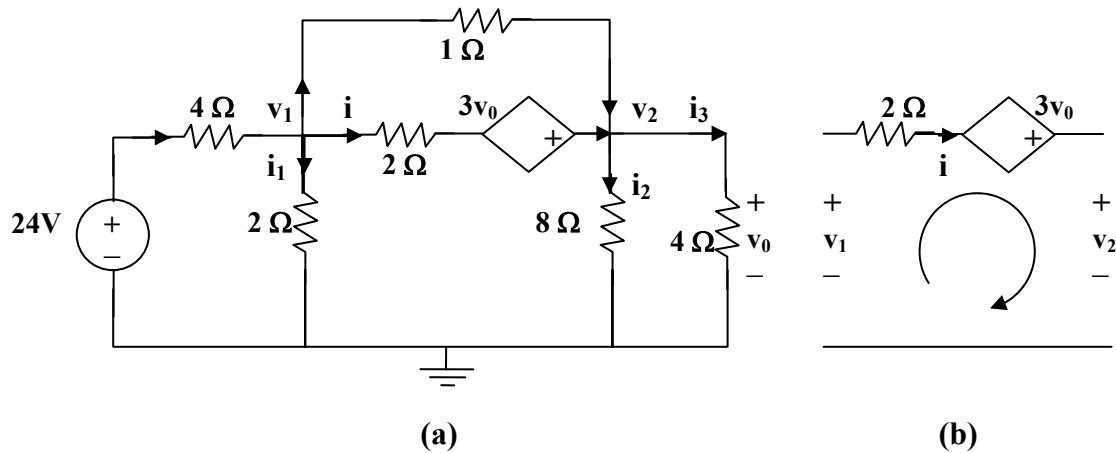 1 Ω
4 Ω v₁ i 3v₀ v₂ i₃ 2 Ω 3v₀
+ +
i₁ 2 Ω i₂ i
24V + − 2 Ω 8 Ω 4 Ω + v₀ − + v₁ − + v₂ −
(a) (b)